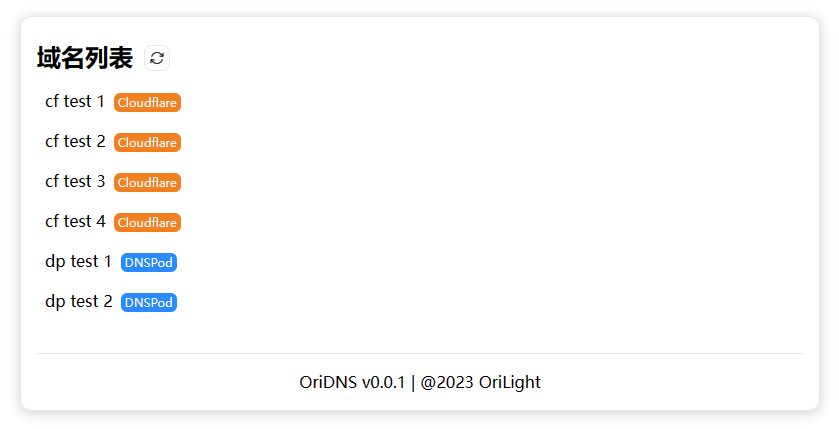 域名列表
cf test 1 Cloudflare
cf test 2 Cloudflare
cf test 3 Cloudflare
cf test 4 Cloudflare
dp test 1 DNSPod
dp test 2 DNSPod
OriDNS v0.0.1 | @2023 OriLight